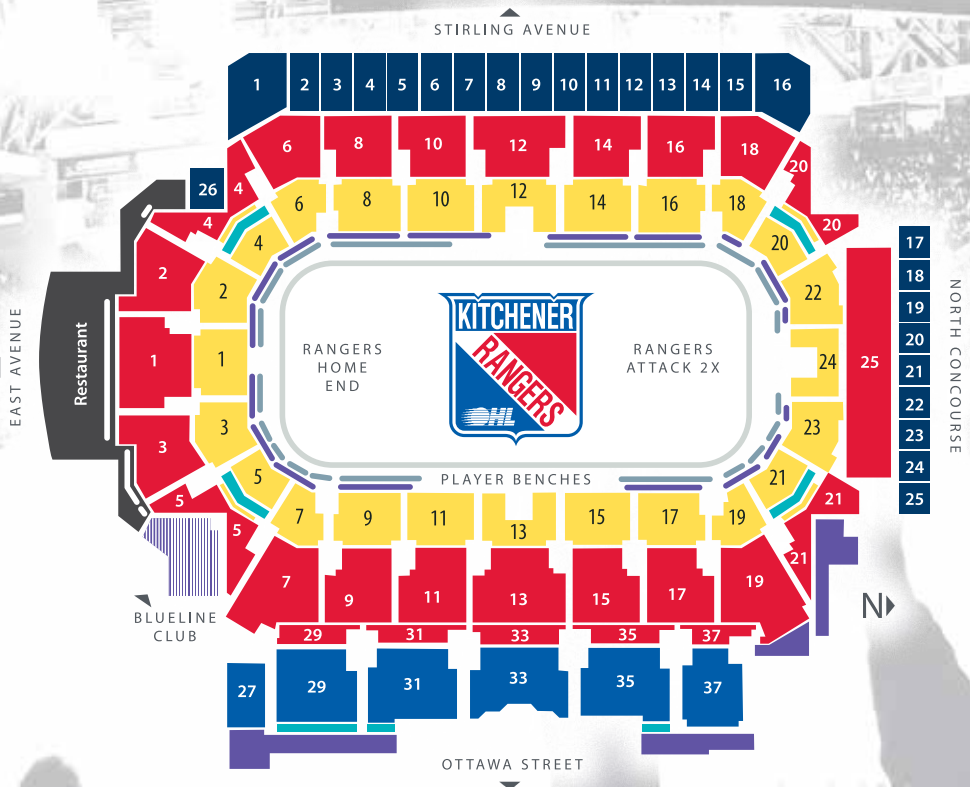 STIRLING AVENUE
1 2 3 4 5 6 7 8 9 10 11 12 13 14 15 16
6 8 10 12 14 16 18
26 4 20
6 8 10 12 14 16 18
4 4 20 20
2 2 22
17
18
19
20
21
22
23
24
25
NORTH CONCOURSE
EAST AVENUE
Restaurant
1 1 24 25
RANGERS
HOME
END
KITCHENER
RANGERS
OHL
RANGERS
ATTACK 2X
3 3 23
PLAYER BENCHES
5 5 21 21
7 9 11 13 15 17 19
5 21
7 9 11 13 15 17 19
BLUELINE
CLUB
N
29 31 33 35 37
27 29 31 33 35 37
OTTAWA STREET